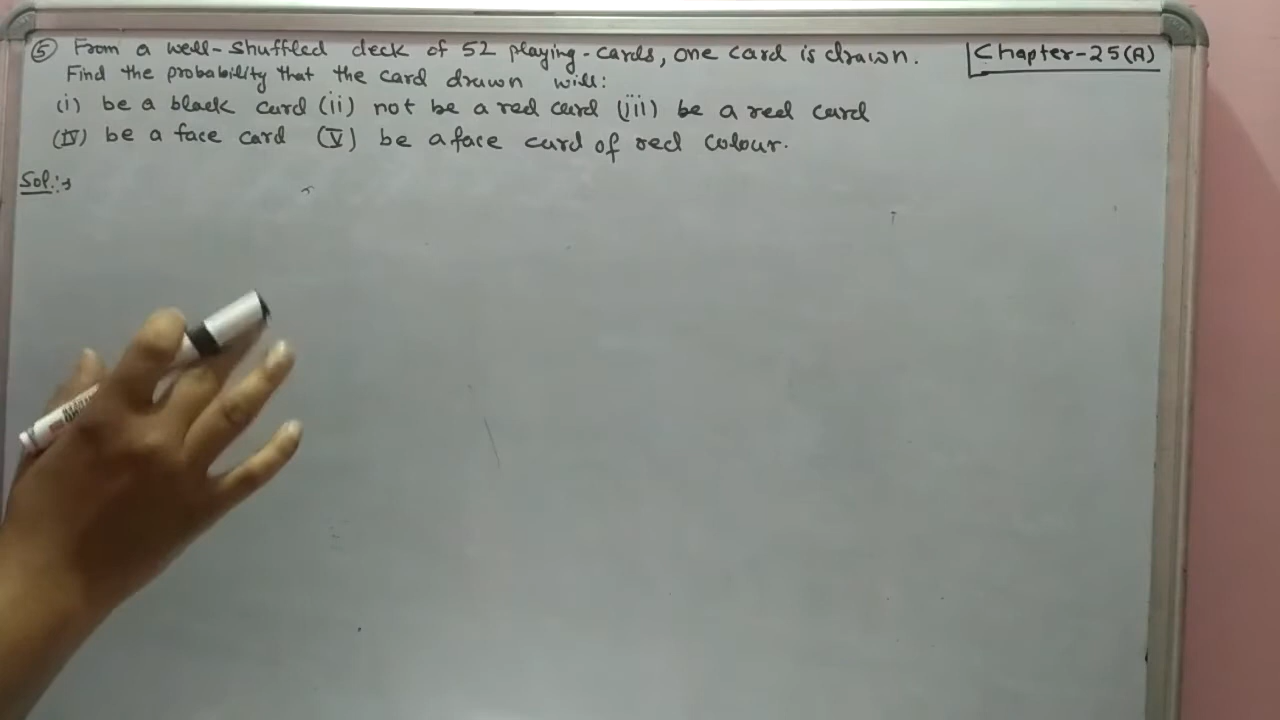 ⑤ From a well-shuffled deck of 52 playing-cards, one card is drawn.
Chapter-25(A)
Find the probability that the card drawn will:
(i) be a black card (ii) not be a red card (iii) be a red card
(IV) be a face card (V) be a face card of red colour.
Sol.:→